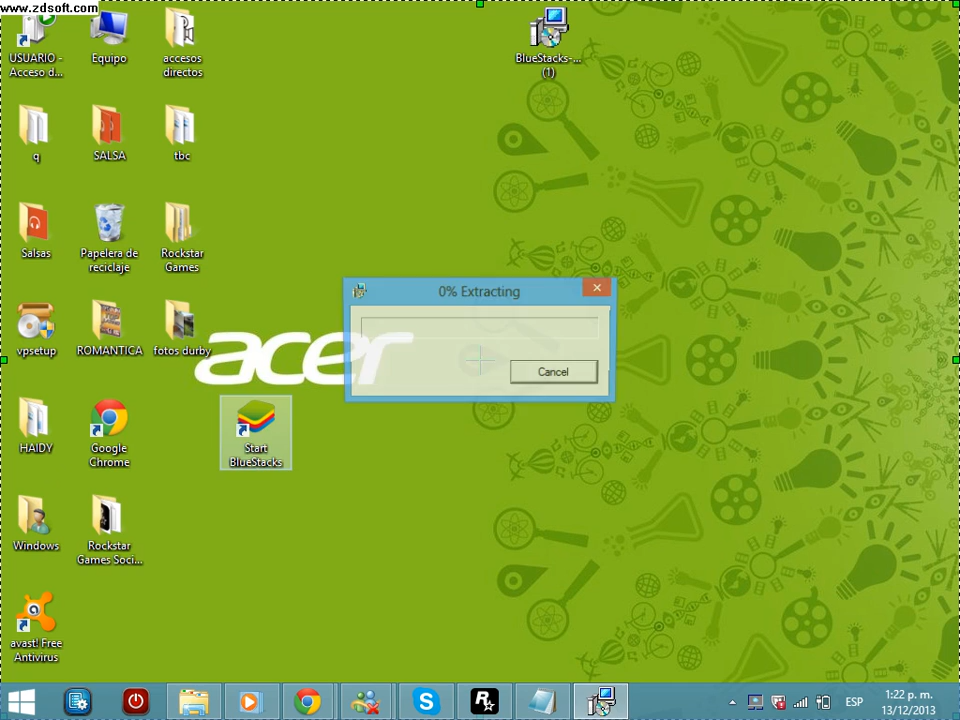 www.zdsoft.com
USUARIO -
Acceso d...
Equipo
accesos
directos
BlueStacks-...
(1)
q
SALSA
tbc
Salsas
Papelera de
reciclaje
Rockstar
Games
0% Extracting
Cancel
vpsetup
ROMANTICA
fotos durby
acer
HAIDY
Google
Chrome
Start
BlueStacks
Windows
Rockstar
Games Soci...
avast! Free
Antivirus
ESP
1:22 p. m.
13/12/2013